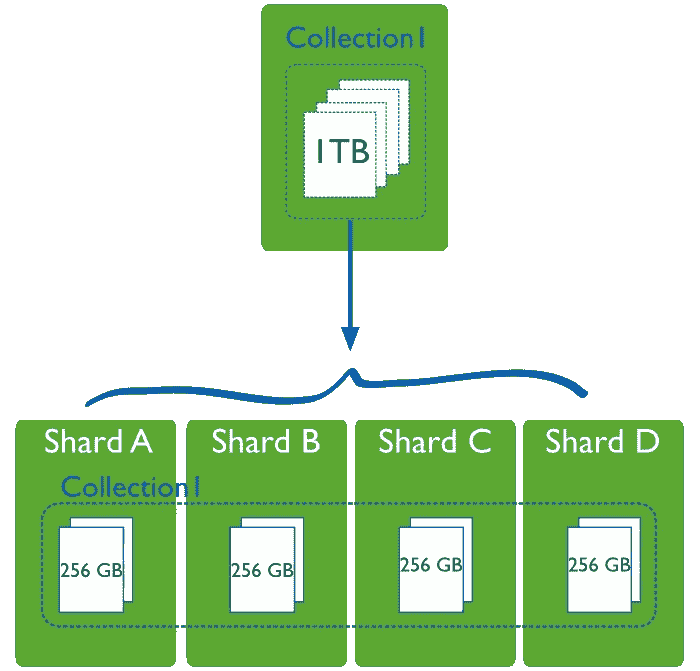 Collection1
1TB
Shard A
Shard B
Shard C
Shard D
Collection1
256 GB
256 GB
256 GB
256 GB